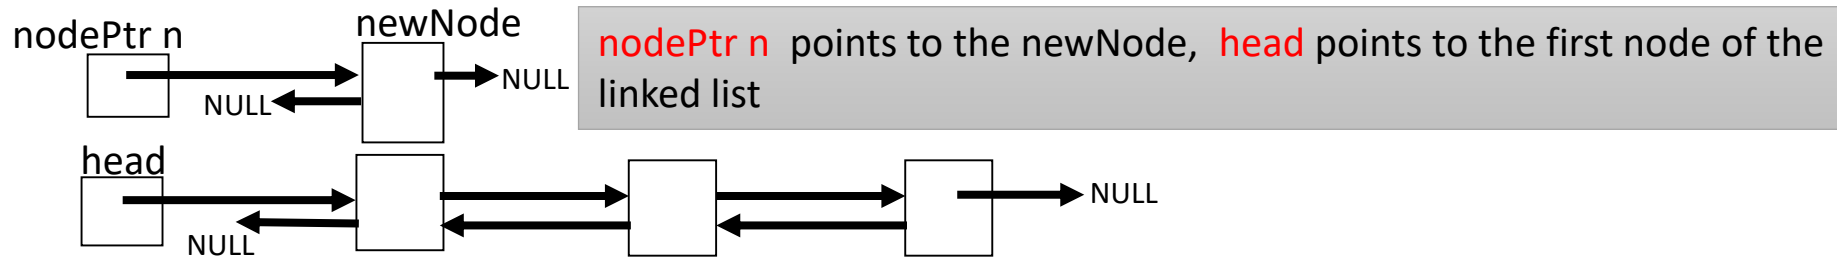 nodePtr n
newNode
NULL
NULL
nodePtr n points to the newNode, head points to the first node of the
linked list
head
NULL
NULL